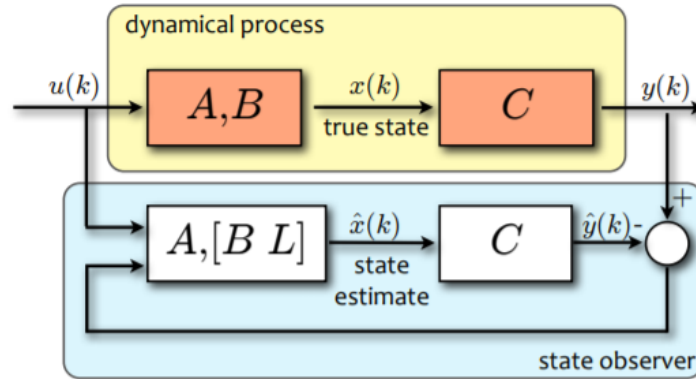 dynamical process
u(k)
A,B
x(k)
true state
C
y(k)
+
A,[B L]
x̂(k)
state
estimate
C
ŷ(k)
-
state observer